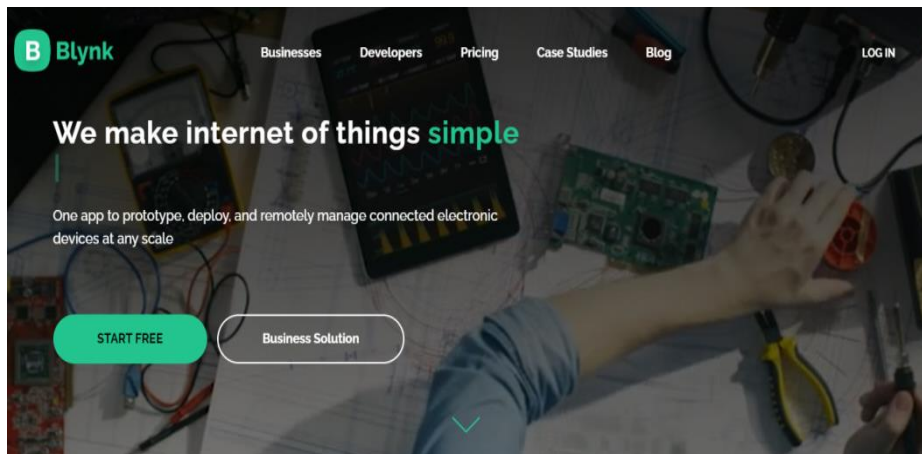 B Blynk
Businesses Developers Pricing Case Studies Blog LOG IN
We make internet of things simple
One app to prototype, deploy, and remotely manage connected electronic
devices at any scale
START FREE Business Solution